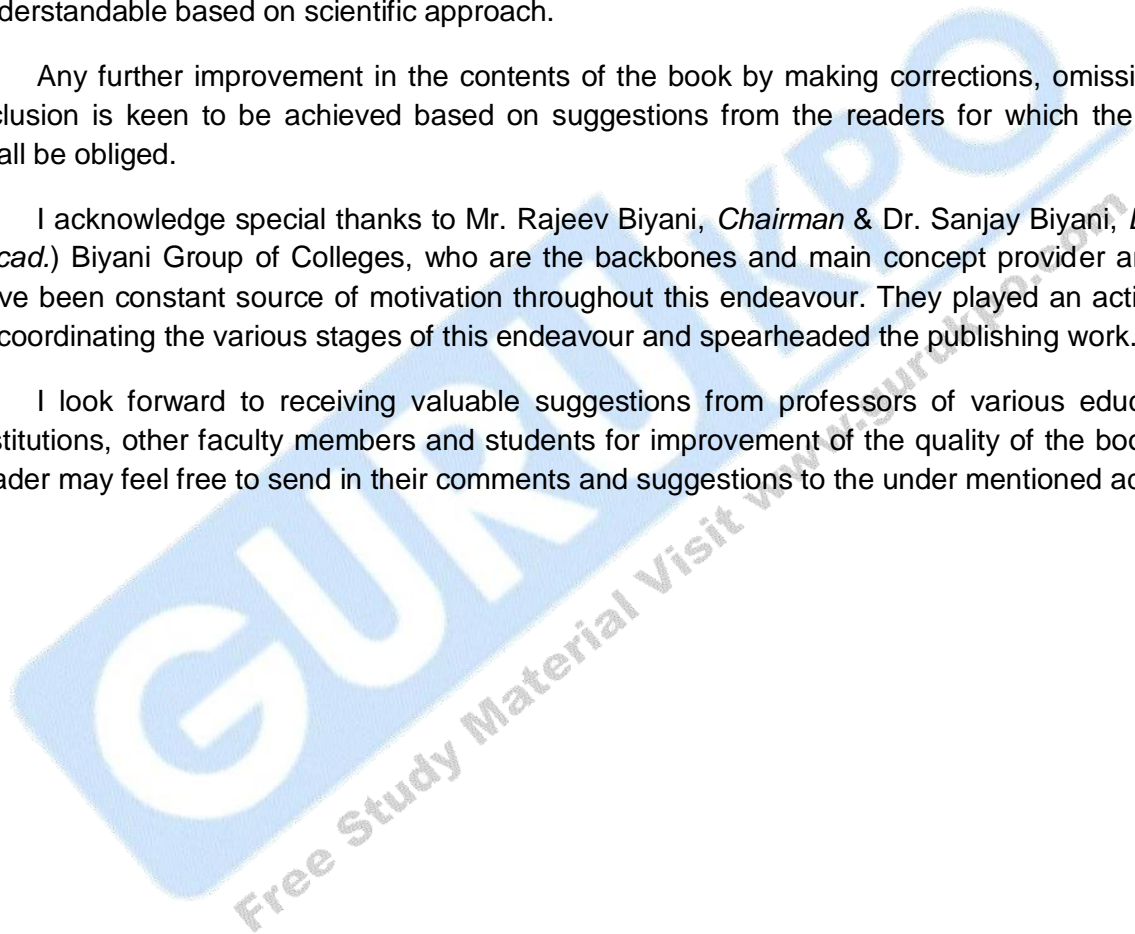 nderstandable based on scientific approach.
Any further improvement in the contents of the book by making corrections, omissi
clusion is keen to be achieved based on suggestions from the readers for which the
all be obliged.
I acknowledge special thanks to Mr. Rajeev Biyani, Chairman & Dr. Sanjay Biyani,
cad.) Biyani Group of Colleges, who are the backbones and main concept provider an
ve been constant source of motivation throughout this endeavour. They played an acti
coordinating the various stages of this endeavour and spearheaded the publishing work.
I look forward to receiving valuable suggestions from professors of various educ
stitutions, other faculty members and students for improvement of the quality of the boo
ader may feel free to send in their comments and suggestions to the under mentioned ad
GURUKPO
Free Study Material Visit www.gurukpo.com